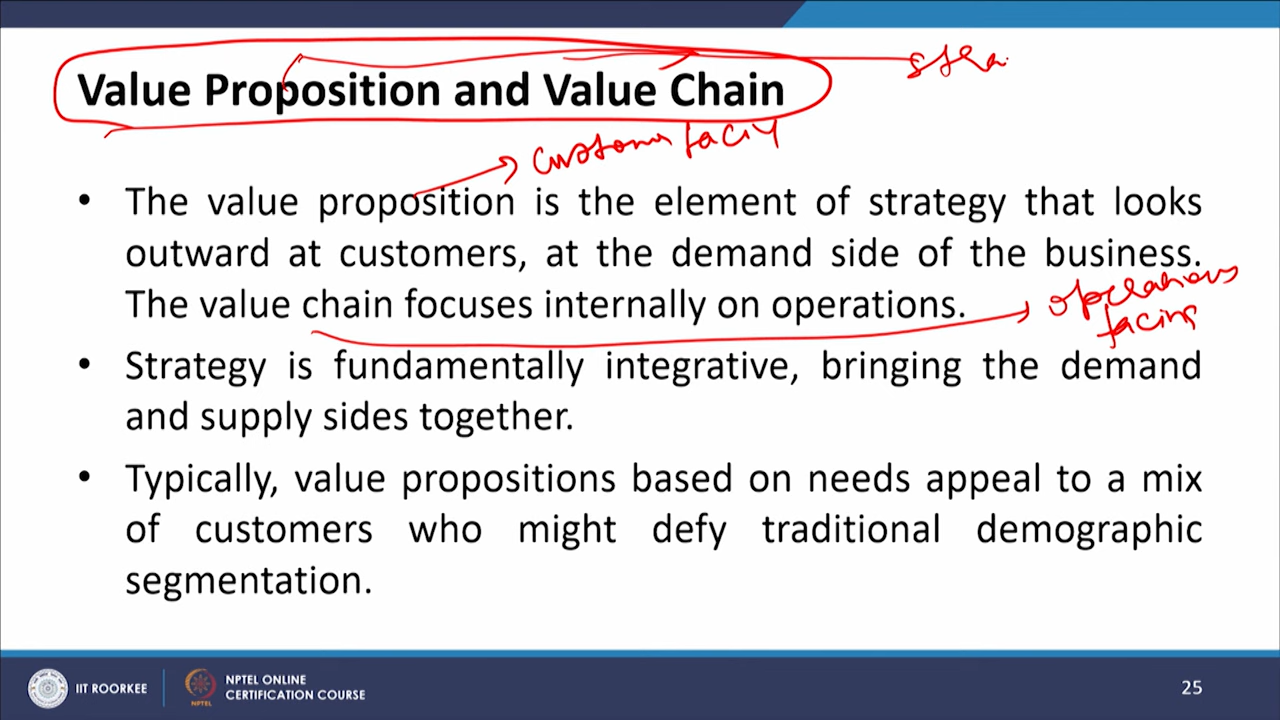 Value Proposition and Value Chain
stra
customer facing
• The value proposition is the element of strategy that looks
outward at customers, at the demand side of the business.
The value chain focuses internally on operations.
operations
facing
• Strategy is fundamentally integrative, bringing the demand
and supply sides together.
• Typically, value propositions based on needs appeal to a mix
of customers who might defy traditional demographic
segmentation.
IIT ROORKEE
NPTEL
NPTEL ONLINE
CERTIFICATION COURSE
25